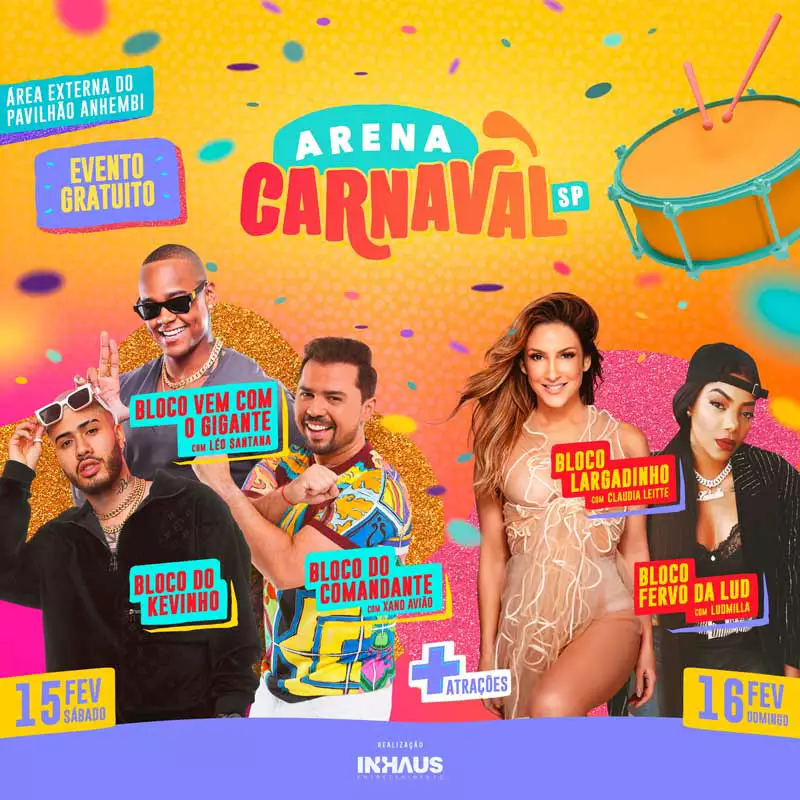 ÁREA EXTERNA DO
PAVILHÃO ANHEMBI
EVENTO
GRATUITO
ARENA
CARNAVAL
SP
BLOCO VEM COM
O GIGANTE
COM LÉO SANTANA
BLOCO DO
KEVINHO
BLOCO DO
COMANDANTE
COM XAND AVIÃO
BLOCO
LARGADINHO
COM CLAUDIA LEITTE
BLOCO
FERVO DA LUD
COM LUDMILLA
+
ATRAÇÕES
15 FEV
SÁBADO
16 FEV
DOMINGO
REALIZAÇÃO
INHAUS
ENTRETENIMENTO